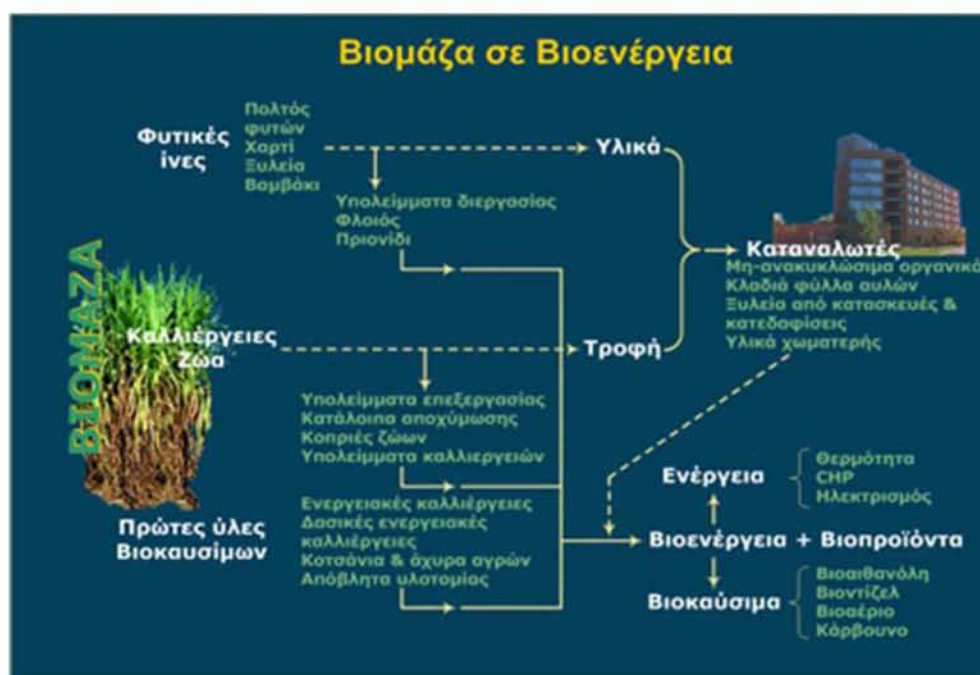 Βιομάζα σε Βιοενέργεια
Φυτικές
ίνες
Πολτός
φυτών
Χαρτί
Ξυλεία
Βαμβάκι
Υλικά
Υπολείμματα διεργασίας
Φλοιός
Πριονίδι
Καταναλωτές
Μη-ανακυκλώσιμα οργανικά
Κλαδιά φύλλα αυλών
Ξυλεία από κατασκευές &
κατεδοφίσεις
Υλικά χωματερής
ΒΙΟΜΑΖΑ
Καλλιέργειες
Ζώα
Τροφή
Υπολείμματα επεξεργασίας
Κατάλοιπα αποχύμωσης
Κοπριές ζώων
Υπολείμματα καλλιεργειών
Πρώτες ύλες
Βιοκαυσίμων
Ενεργειακές καλλιέργειες
Δασικές ενεργειακές
καλλιέργειες
Κοτσάνια & άχυρα αγρών
Απόβλητα υλοτομίας
Ενέργεια
Θερμότητα
CHP
Ηλεκτρισμός
Βιοενέργεια + Βιοπροϊόντα
Βιοκαύσιμα
Βιοαιθανόλη
Βιοντίζελ
Βιοαέριο
Κάρβουνο